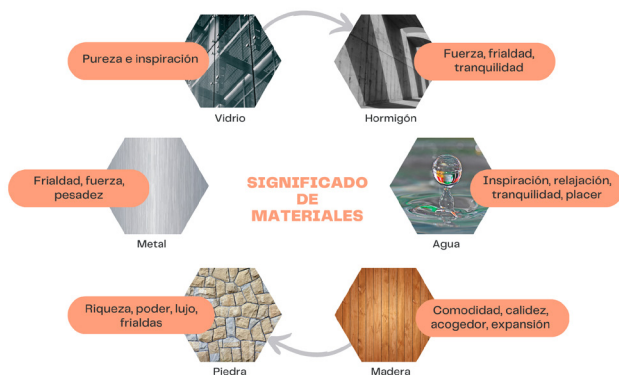 Pureza e inspiración
Vidrio
Fuerza, frialdad,
tranquilidad
Hormigón
Frialdad, fuerza,
pesadez
Metal
SIGNIFICADO
DE
MATERIALES
Inspiración, relajación,
tranquilidad, placer
Agua
Riqueza, poder, lujo,
frialdas
Piedra
Comodidad, calidez,
acogedor, expansión
Madera